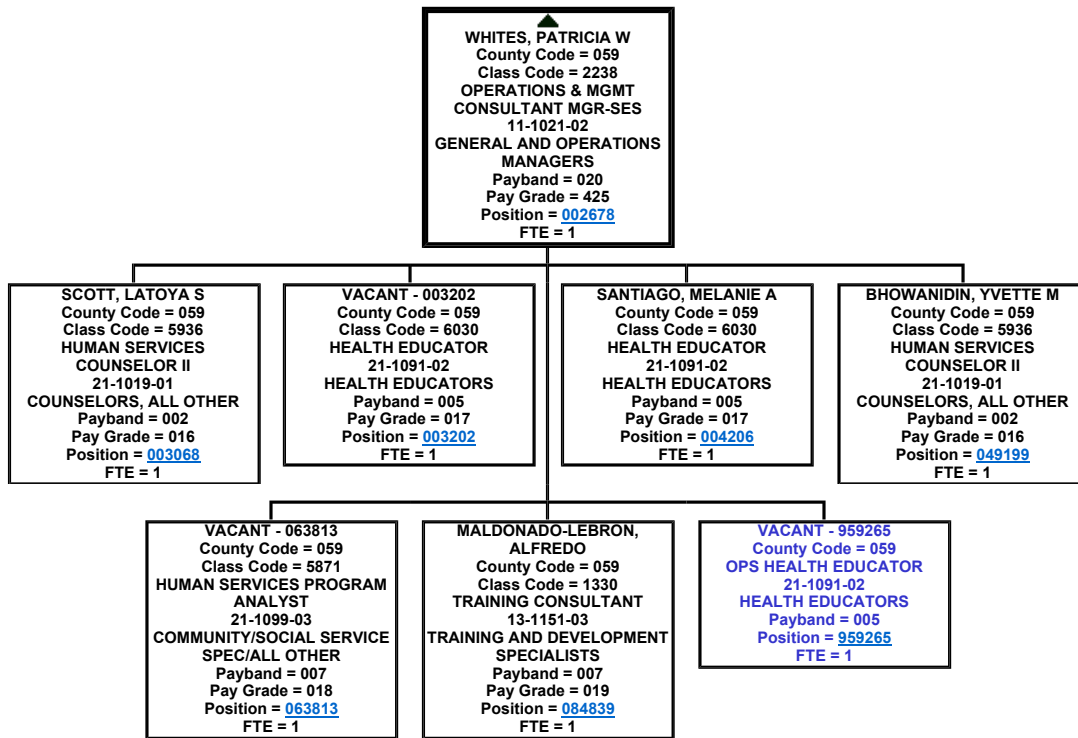 WHITES, PATRICIA W
County Code = 059
Class Code = 2238
OPERATIONS & MGMT
CONSULTANT MGR-SES
11-1021-02
GENERAL AND OPERATIONS
MANAGERS
Payband = 020
Pay Grade = 425
Position = 002678
FTE = 1
SCOTT, LATOYA S
County Code = 059
Class Code = 5936
HUMAN SERVICES
COUNSELOR II
21-1019-01
COUNSELORS, ALL OTHER
Payband = 002
Pay Grade = 016
Position = 003068
FTE = 1
VACANT - 003202
County Code = 059
Class Code = 6030
HEALTH EDUCATOR
21-1091-02
HEALTH EDUCATORS
Payband = 005
Pay Grade = 017
Position = 003202
FTE = 1
SANTIAGO, MELANIE A
County Code = 059
Class Code = 6030
HEALTH EDUCATOR
21-1091-02
HEALTH EDUCATORS
Payband = 005
Pay Grade = 017
Position = 004206
FTE = 1
BHOWANIDIN, YVETTE M
County Code = 059
Class Code = 5936
HUMAN SERVICES
COUNSELOR II
21-1019-01
COUNSELORS, ALL OTHER
Payband = 002
Pay Grade = 016
Position = 049199
FTE = 1
VACANT - 063813
County Code = 059
Class Code = 5871
HUMAN SERVICES PROGRAM
ANALYST
21-1099-03
COMMUNITY/SOCIAL SERVICE
SPEC/ALL OTHER
Payband = 007
Pay Grade = 018
Position = 063813
FTE = 1
MALDONADO-LEBRON,
ALFREDO
County Code = 059
Class Code = 1330
TRAINING CONSULTANT
13-1151-03
TRAINING AND DEVELOPMENT
SPECIALISTS
Payband = 007
Pay Grade = 019
Position = 084839
FTE = 1
VACANT - 959265
County Code = 059
OPS HEALTH EDUCATOR
21-1091-02
HEALTH EDUCATORS
Payband = 005
Position = 959265
FTE = 1